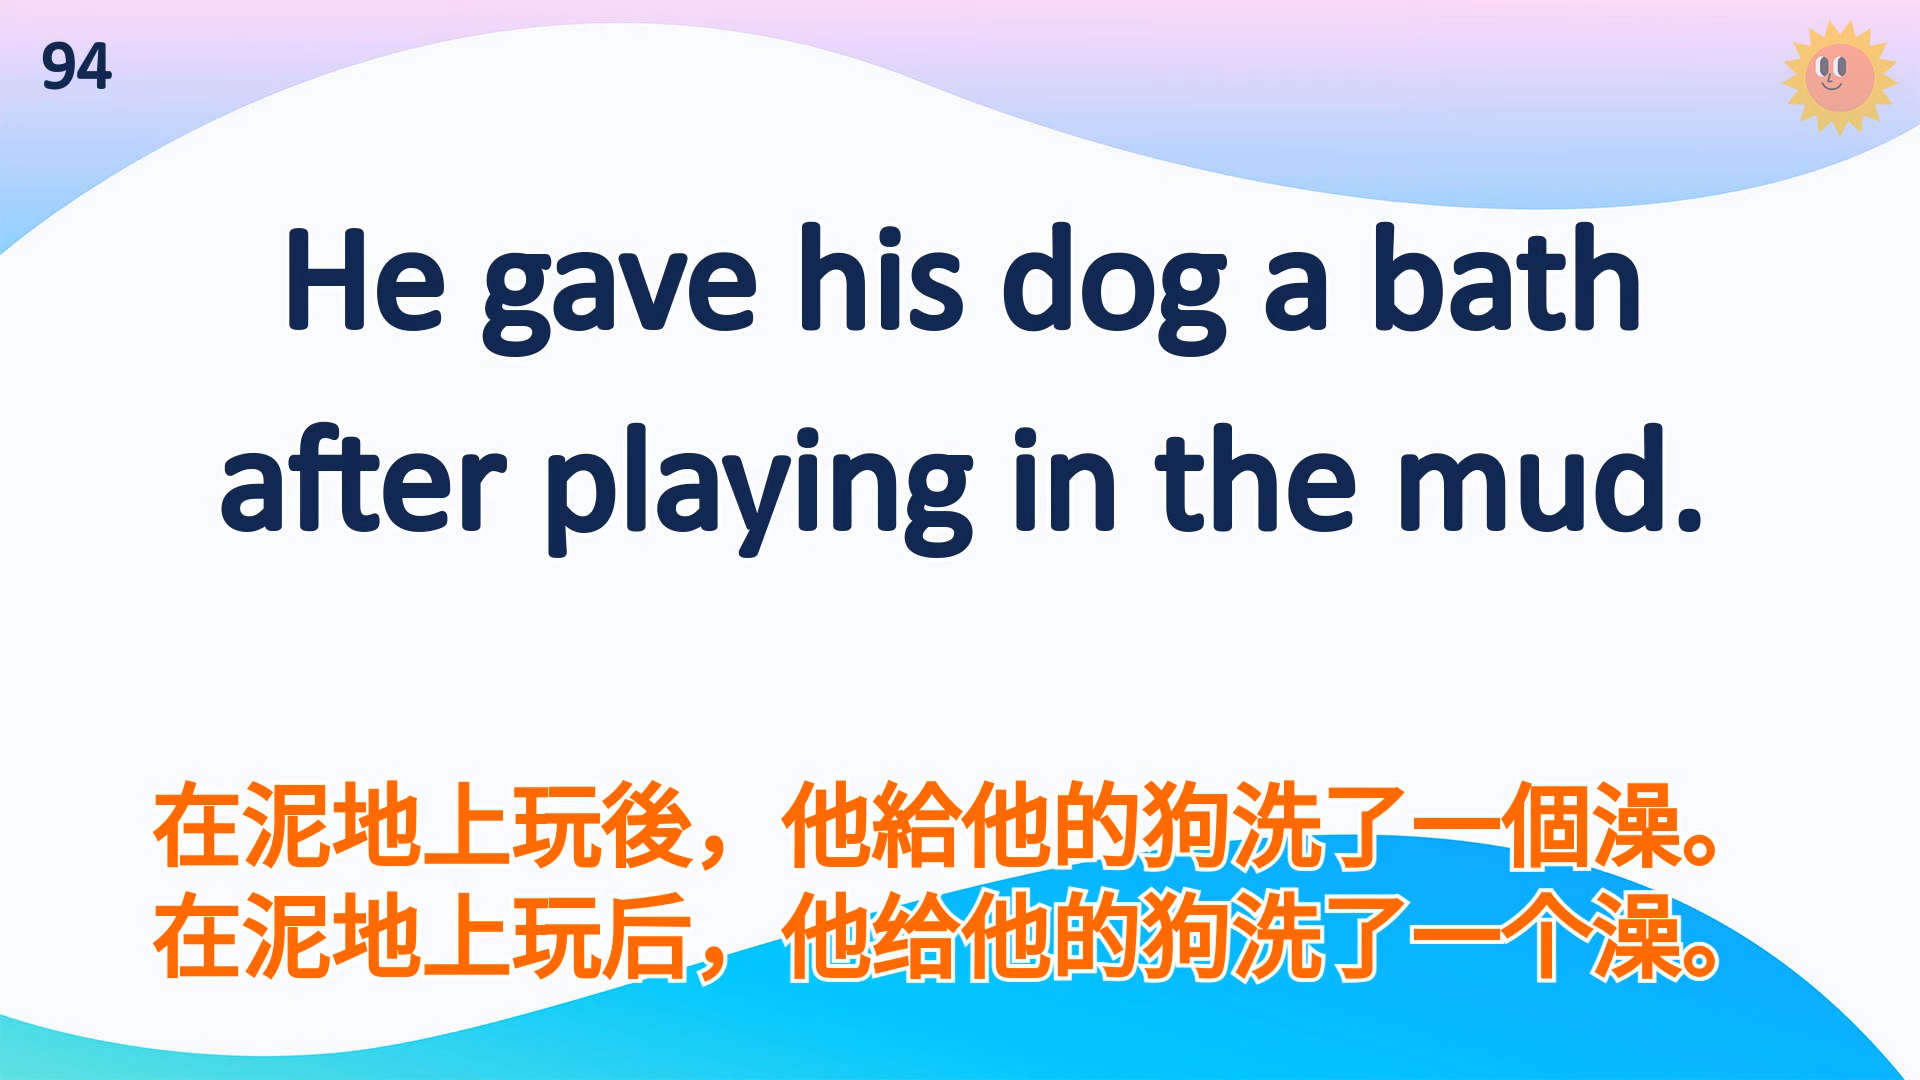 94
He gave his dog a bath
after playing in the mud.
在泥地上玩後，他給他的狗洗了一個澡。
在泥地上玩后，他给他的狗洗了一个澡。